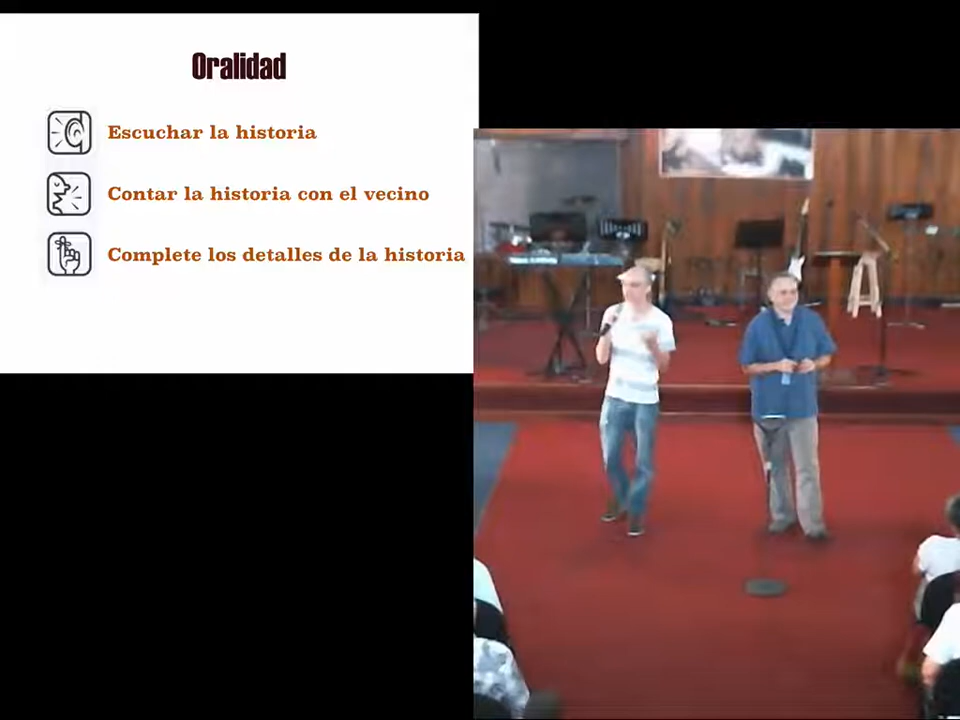 Oralidad
Escuchar la historia
Contar la historia con el vecino
Complete los detalles de la historia